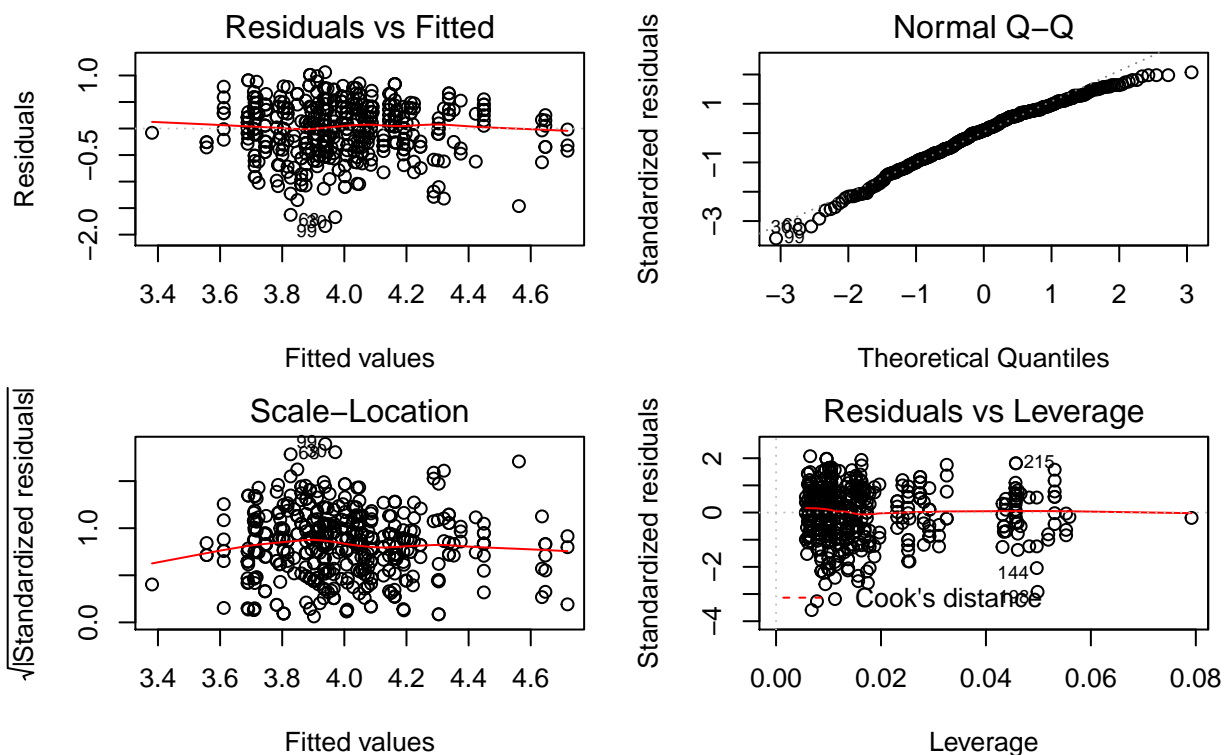 Residuals vs Fitted
Residuals
1.0
−0.5
−2.0
99
3.4 3.6 3.8 4.0 4.2 4.4 4.6
Fitted values
Normal Q−Q
Standardized residuals
1
−1
−3
99
−3 −2 −1 0 1 2 3
Theoretical Quantiles
Scale−Location
√|Standardized residuals|
1.0
0.0
3.4 3.6 3.8 4.0 4.2 4.4 4.6
Fitted values
Residuals vs Leverage
Standardized residuals
2
0
−2
−4
215
144
Cook's distance
0.00 0.02 0.04 0.06 0.08
Leverage